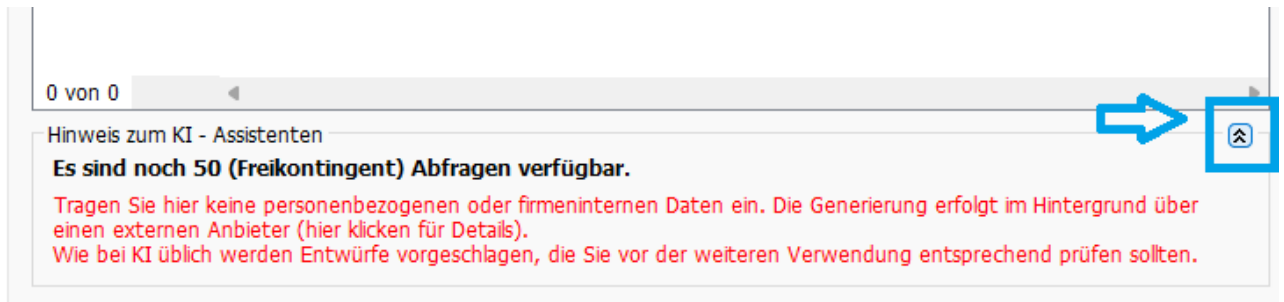 0 von 0
Hinweis zum KI - Assistenten
Es sind noch 50 (Freikontingent) Abfragen verfügbar.
Tragen Sie hier keine personenbezogenen oder firmeninternen Daten ein. Die Generierung erfolgt im Hintergrund über
einen externen Anbieter (hier klicken für Details).
Wie bei KI üblich werden Entwürfe vorgeschlagen, die Sie vor der weiteren Verwendung entsprechend prüfen sollten.